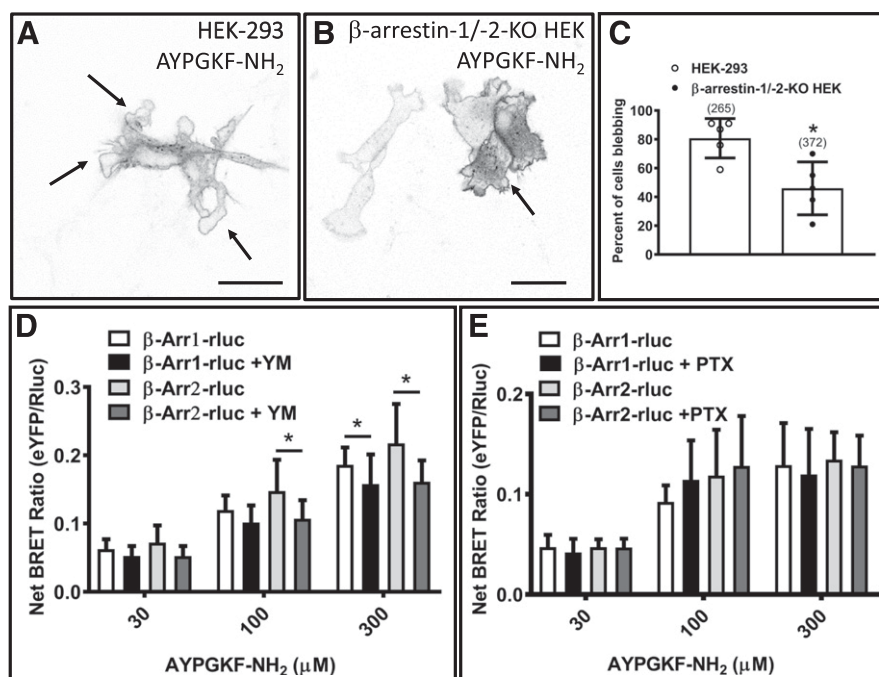 A
HEK-293
AYPGKF-NH₂
B
β-arrestin-1/-2-KO HEK
AYPGKF-NH₂
C
HEK-293
β-arrestin-1/-2-KO HEK
Percent of cells blebbing
100
80
60
40
20
0
(265)
*
(372)
D
β-Arr1-rluc
β-Arr1-rluc +YM
β-Arr2-rluc
β-Arr2-rluc + YM
Net BRET Ratio (eYFP/Rluc)
0.3
0.2
0.1
0.0
*
*
*
30
100
300
AYPGKF-NH₂ (μM)
E
β-Arr1-rluc
β-Arr1-rluc + PTX
β-Arr2-rluc
β-Arr2-rluc +PTX
Net BRET Ratio (eYFP/Rluc)
0.2
0.1
0.0
30
100
300
AYPGKF-NH₂ (μM)